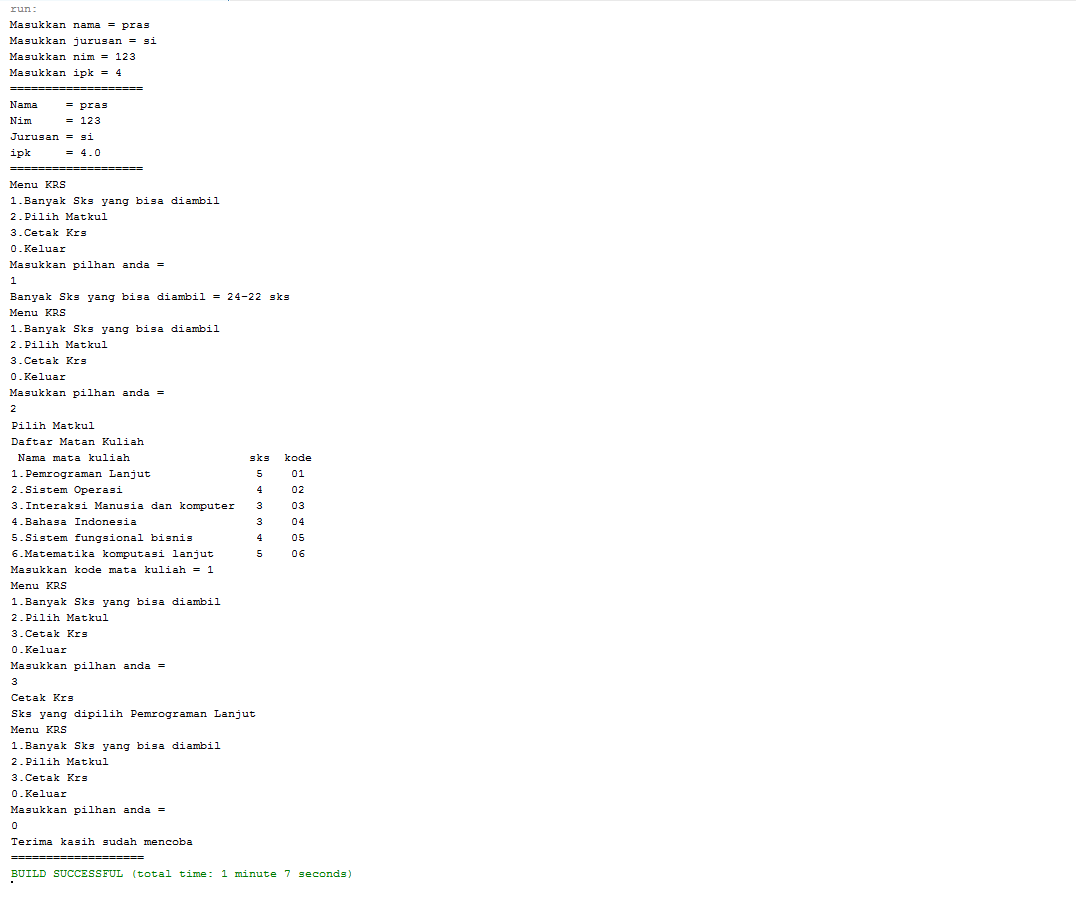 run:
Masukkan nama = pras
Masukkan jurusan = si
Masukkan nim = 123
Masukkan ipk = 4
===================
Nama    = pras
Nim     = 123
Jurusan = si
ipk     = 4.0
===================
Menu KRS
1.Banyak Sks yang bisa diambil
2.Pilih Matkul
3.Cetak Krs
0.Keluar
Masukkan pilhan anda =
1
Banyak Sks yang bisa diambil = 24-22 sks
Menu KRS
1.Banyak Sks yang bisa diambil
2.Pilih Matkul
3.Cetak Krs
0.Keluar
Masukkan pilhan anda =
2
Pilih Matkul
Daftar Matan Kuliah
 Nama mata kuliah                 sks  kode
1.Pemrograman Lanjut               5    01
2.Sistem Operasi                   4    02
3.Interaksi Manusia dan komputer   3    03
4.Bahasa Indonesia                 3    04
5.Sistem fungsional bisnis         4    05
6.Matematika komputasi lanjut      5    06
Masukkan kode mata kuliah = 1
Menu KRS
1.Banyak Sks yang bisa diambil
2.Pilih Matkul
3.Cetak Krs
0.Keluar
Masukkan pilhan anda =
3
Cetak Krs
Sks yang dipilih Pemrograman Lanjut
Menu KRS
1.Banyak Sks yang bisa diambil
2.Pilih Matkul
3.Cetak Krs
0.Keluar
Masukkan pilhan anda =
0
Terima kasih sudah mencoba
===================
BUILD SUCCESSFUL (total time: 1 minute 7 seconds)